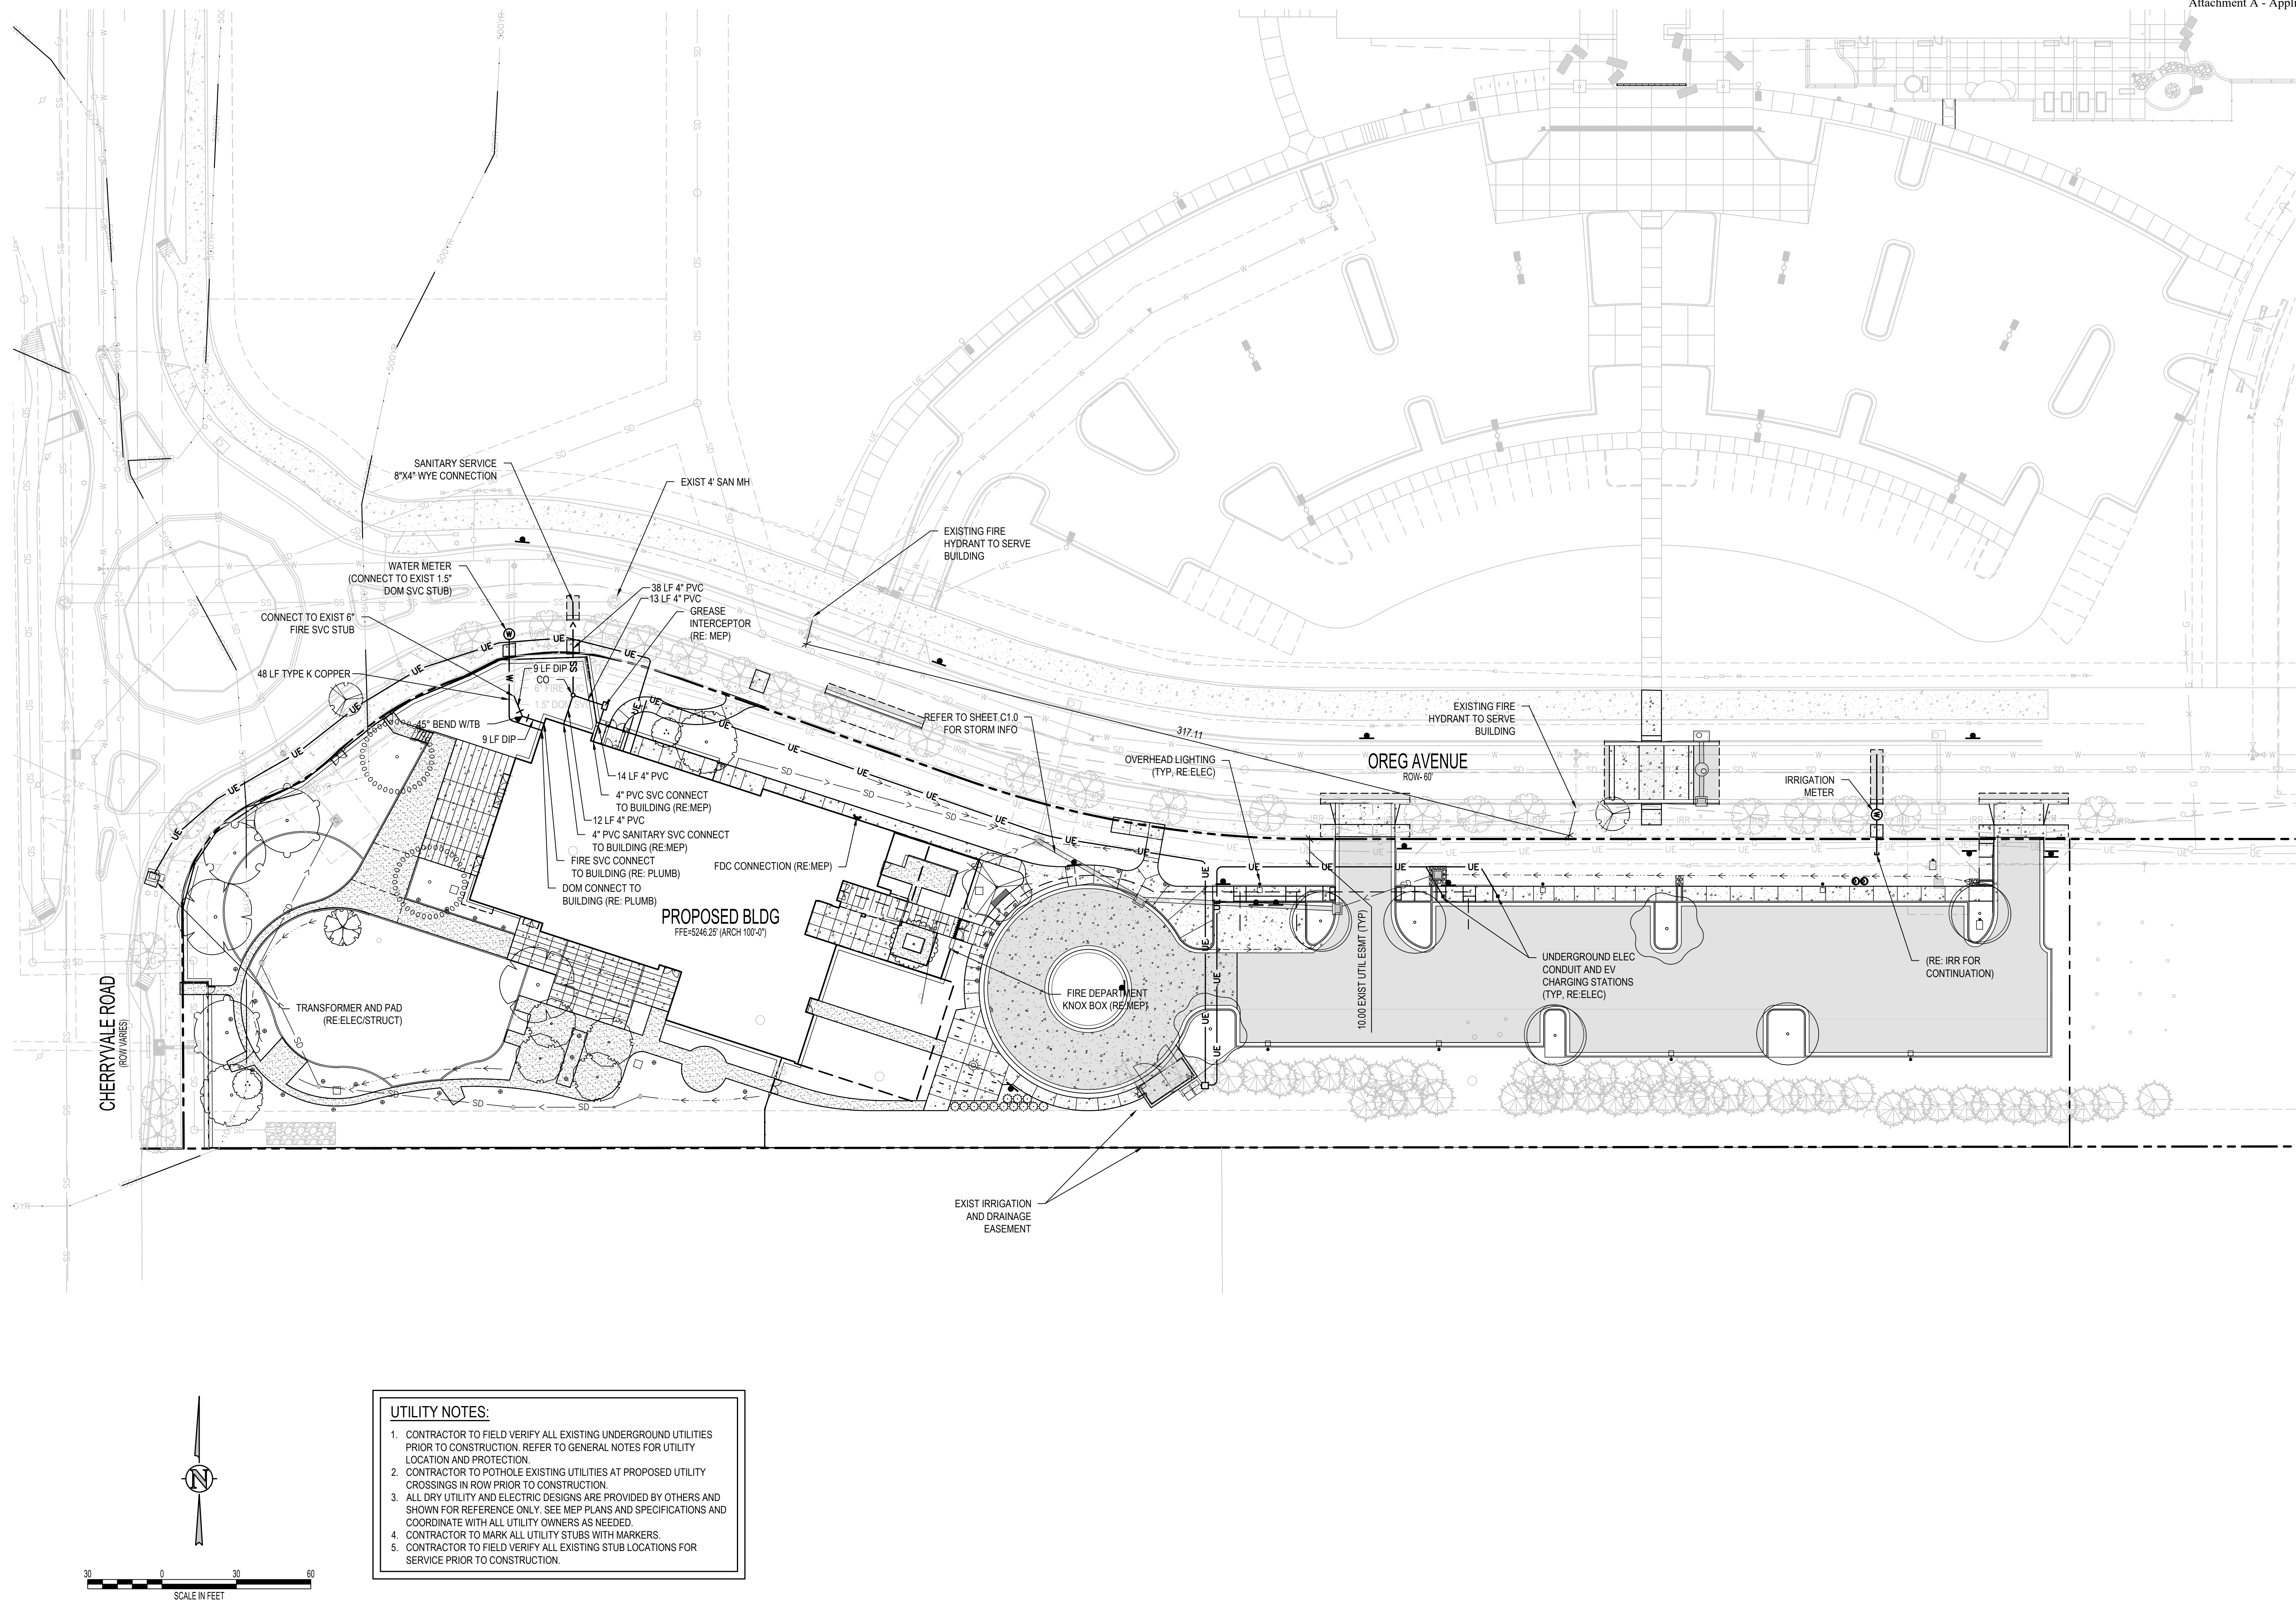 Attachment A - Appli
SANITARY SERVICE
8"X4" WYE CONNECTION
EXIST 4' SAN MH
EXISTING FIRE
HYDRANT TO SERVE
BUILDING
WATER METER
(CONNECT TO EXIST 1.5"
DOM SVC STUB)
38 LF 4" PVC
13 LF 4" PVC
GREASE
INTERCEPTOR
(RE: MEP)
CONNECT TO EXIST 6"
FIRE SVC STUB
48 LF TYPE K COPPER
9 LF DIP
CO
6" FIRE SVC
1.5" DOM SVC
45° BEND W/TB
9 LF DIP
14 LF 4" PVC
4" PVC SVC CONNECT
TO BUILDING (RE:MEP)
12 LF 4" PVC
4" PVC SANITARY SVC CONNECT
TO BUILDING (RE:MEP)
FIRE SVC CONNECT
TO BUILDING (RE: PLUMB)
DOM CONNECT TO
BUILDING (RE: PLUMB)
FDC CONNECTION (RE:MEP)
REFER TO SHEET C1.0
FOR STORM INFO
317.11
OVERHEAD LIGHTING
(TYP, RE:ELEC)
OREG AVENUE
ROW- 60'
EXISTING FIRE
HYDRANT TO SERVE
BUILDING
IRRIGATION
METER
PROPOSED BLDG
FFE=5246.25' (ARCH 100'-0")
10.00 EXIST UTIL ESMT (TYP)
UNDERGROUND ELEC
CONDUIT AND EV
CHARGING STATIONS
(TYP, RE:ELEC)
(RE: IRR FOR
CONTINUATION)
FIRE DEPARTMENT
KNOX BOX (RE:MEP)
TRANSFORMER AND PAD
(RE:ELEC/STRUCT)
CHERRYVALE ROAD
(ROW VARIES)
EXIST IRRIGATION
AND DRAINAGE
EASEMENT
UTILITY NOTES:
1. CONTRACTOR TO FIELD VERIFY ALL EXISTING UNDERGROUND UTILITIES
PRIOR TO CONSTRUCTION. REFER TO GENERAL NOTES FOR UTILITY
LOCATION AND PROTECTION.
2. CONTRACTOR TO POTHOLE EXISTING UTILITIES AT PROPOSED UTILITY
CROSSINGS IN ROW PRIOR TO CONSTRUCTION.
3. ALL DRY UTILITY AND ELECTRIC DESIGNS ARE PROVIDED BY OTHERS AND
SHOWN FOR REFERENCE ONLY. SEE MEP PLANS AND SPECIFICATIONS AND
COORDINATE WITH ALL UTILITY OWNERS AS NEEDED.
4. CONTRACTOR TO MARK ALL UTILITY STUBS WITH MARKERS.
5. CONTRACTOR TO FIELD VERIFY ALL EXISTING STUB LOCATIONS FOR
SERVICE PRIOR TO CONSTRUCTION.
N
30 0 30 60
SCALE IN FEET